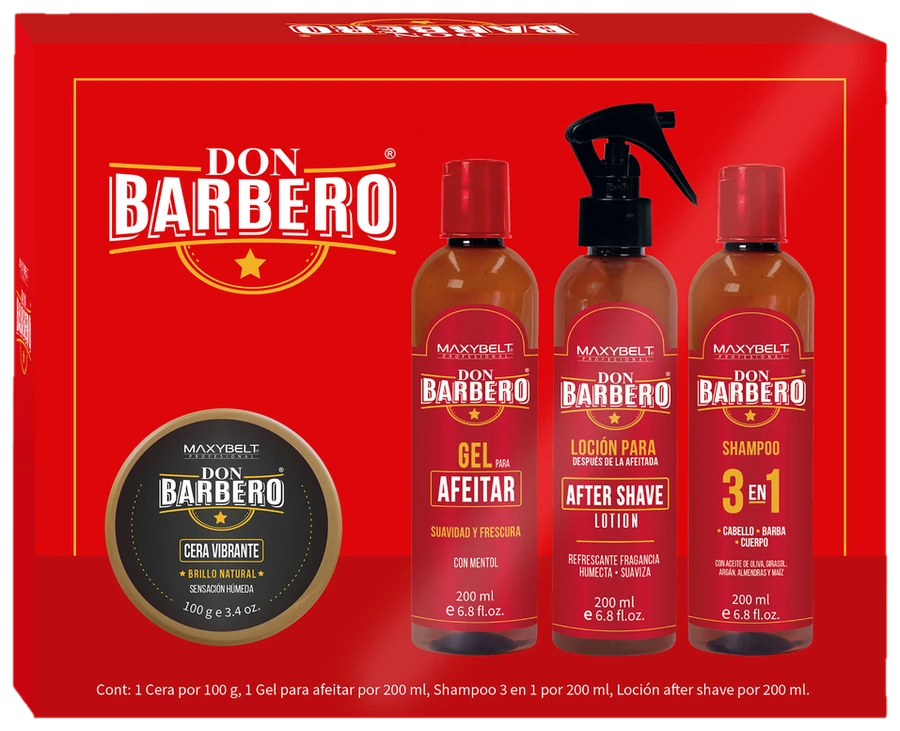 DON
BARBERO
DON
BARBERO
®
MAXYBELT
PROFESIONAL
DON
BARBERO
®
CERA VIBRANTE
BRILLO NATURAL
SENSACIÓN HÚMEDA
100 g e 3.4 oz.
MAXYBELT
PROFESIONAL
DON
BARBERO
®
GEL PARA
AFEITAR
SUAVIDAD Y FRESCURA
CON MENTOL
200 ml
e 6.8 fl.oz.
MAXYBELT
PROFESIONAL
DON
BARBERO
®
LOCIÓN PARA
DESPUÉS DE LA AFEITADA
AFTER SHAVE
LOTION
REFRESCANTE FRAGANCIA
HUMECTA • SUAVIZA
200 ml
e 6.8 fl.oz.
MAXYBELT
PROFESIONAL
DON
BARBERO
®
SHAMPOO
3 EN 1
• CABELLO • BARBA
• CUERPO
CON ACEITE DE OLIVA, GIRASOL,
ARGÁN, ALMENDRAS Y MAÍZ
200 ml
e 6.8 fl.oz.
Cont: 1 Cera por 100 g, 1 Gel para afeitar por 200 ml, Shampoo 3 en 1 por 200 ml, Loción after shave por 200 ml.